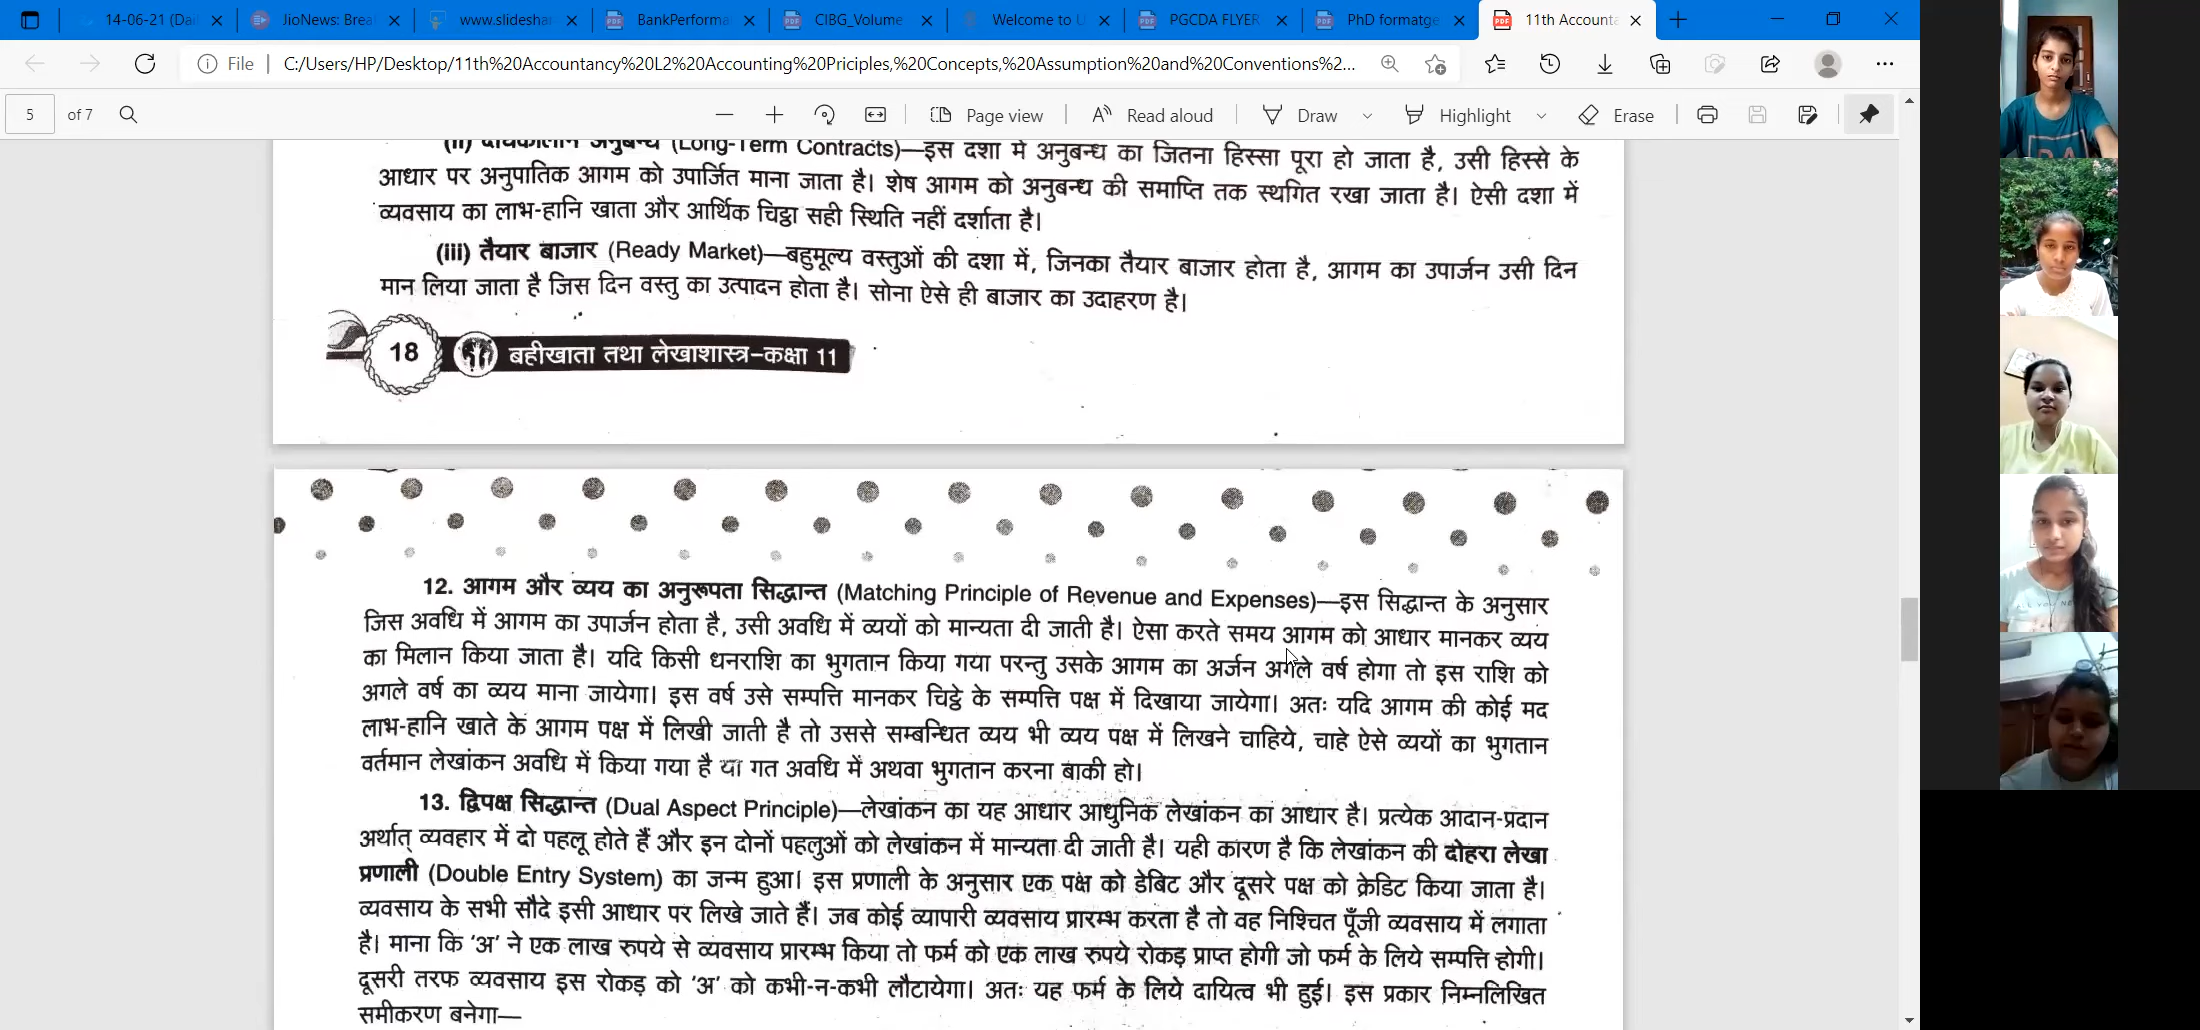 14-06-21 (Dai
JioNews: Brea
www.slidesha
BankPerforma
CIBG_Volume
Welcome to U
PGCDA FLYER
PhD formatge
11th Accounta
File
C:/Users/HP/Desktop/11th%20Accountancy%20L2%20Accounting%20Priciples,%20Concepts,%20Assumption%20and%20Conventions%2...
5 of 7
Page view
Read aloud
Draw
Highlight
Erase
(ii) दीर्घकालीन अनुबन्ध (Long-Term Contracts)—इस दशा में अनुबन्ध का जितना हिस्सा पूरा हो जाता है, उसी हिस्से के
आधार पर अनुपातिक आगम को उपार्जित माना जाता है। शेष आगम को अनुबन्ध की समाप्ति तक स्थगित रखा जाता है। ऐसी दशा में
व्यवसाय का लाभ-हानि खाता और आर्थिक चिट्ठा सही स्थिति नहीं दर्शाता है।
(iii) तैयार बाजार (Ready Market)—बहुमूल्य वस्तुओं की दशा में, जिनका तैयार बाजार होता है, आगम का उपार्जन उसी दिन
मान लिया जाता है जिस दिन वस्तु का उत्पादन होता है। सोना ऐसे ही बाजार का उदाहरण है।
18 बहीखाता तथा लेखाशास्त्र–कक्षा 11
12. आगम और व्यय का अनुरूपता सिद्धान्त (Matching Principle of Revenue and Expenses)—इस सिद्धान्त के अनुसार
जिस अवधि में आगम का उपार्जन होता है, उसी अवधि में व्ययों को मान्यता दी जाती है। ऐसा करते समय आगम को आधार मानकर व्यय
का मिलान किया जाता है। यदि किसी धनराशि का भुगतान किया गया परन्तु उसके आगम का अर्जन अगले वर्ष होगा तो इस राशि को
अगले वर्ष का व्यय माना जायेगा। इस वर्ष उसे सम्पत्ति मानकर चिट्ठे के सम्पत्ति पक्ष में दिखाया जायेगा। अतः यदि आगम की कोई मद
लाभ-हानि खाते के आगम पक्ष में लिखी जाती है तो उससे सम्बन्धित व्यय भी व्यय पक्ष में लिखने चाहिये, चाहे ऐसे व्ययों का भुगतान
वर्तमान लेखांकन अवधि में किया गया है या गत अवधि में अथवा भुगतान करना बाकी हो।
13. द्विपक्ष सिद्धान्त (Dual Aspect Principle)—लेखांकन का यह आधार आधुनिक लेखांकन का आधार है। प्रत्येक आदान-प्रदान
अर्थात् व्यवहार में दो पहलू होते हैं और इन दोनों पहलुओं को लेखांकन में मान्यता दी जाती है। यही कारण है कि लेखांकन की दोहरा लेखा
प्रणाली (Double Entry System) का जन्म हुआ। इस प्रणाली के अनुसार एक पक्ष को डेबिट और दूसरे पक्ष को क्रेडिट किया जाता है।
व्यवसाय के सभी सौदे इसी आधार पर लिखे जाते हैं। जब कोई व्यापारी व्यवसाय प्रारम्भ करता है तो वह निश्चित पूँजी व्यवसाय में लगाता
है। माना कि ‘अ’ ने एक लाख रुपये से व्यवसाय प्रारम्भ किया तो फर्म को एक लाख रुपये रोकड़ प्राप्त होगी जो फर्म के लिये सम्पत्ति होगी।
दूसरी तरफ व्यवसाय इस रोकड़ को ‘अ’ को कभी-न-कभी लौटायेगा। अतः यह फर्म के लिये दायित्व भी हुई। इस प्रकार निम्नलिखित
समीकरण बनेगा—